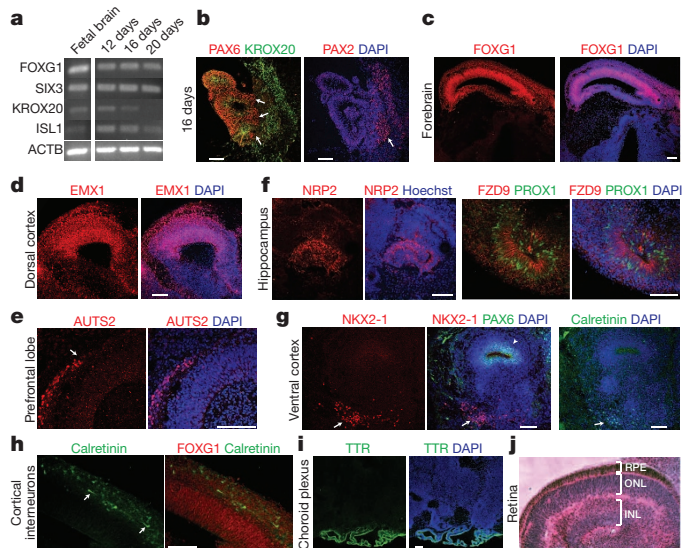 a
Fetal brain
12 days
16 days
20 days
FOXG1
SIX3
KROX20
ISL1
ACTB
b
PAX6 KROX20
PAX2 DAPI
16 days
c
FOXG1
FOXG1 DAPI
Forebrain
d
EMX1
EMX1 DAPI
Dorsal cortex
f
NRP2
NRP2 Hoechst
FZD9 PROX1
FZD9 PROX1 DAPI
Hippocampus
e
AUTS2
AUTS2 DAPI
Prefrontal lobe
g
NKX2-1
NKX2-1 PAX6 DAPI
Calretinin DAPI
Ventral cortex
h
Calretinin
FOXG1 Calretinin
Cortical
interneurons
i
TTR
TTR DAPI
Choroid plexus
j
RPE
ONL
INL
Retina